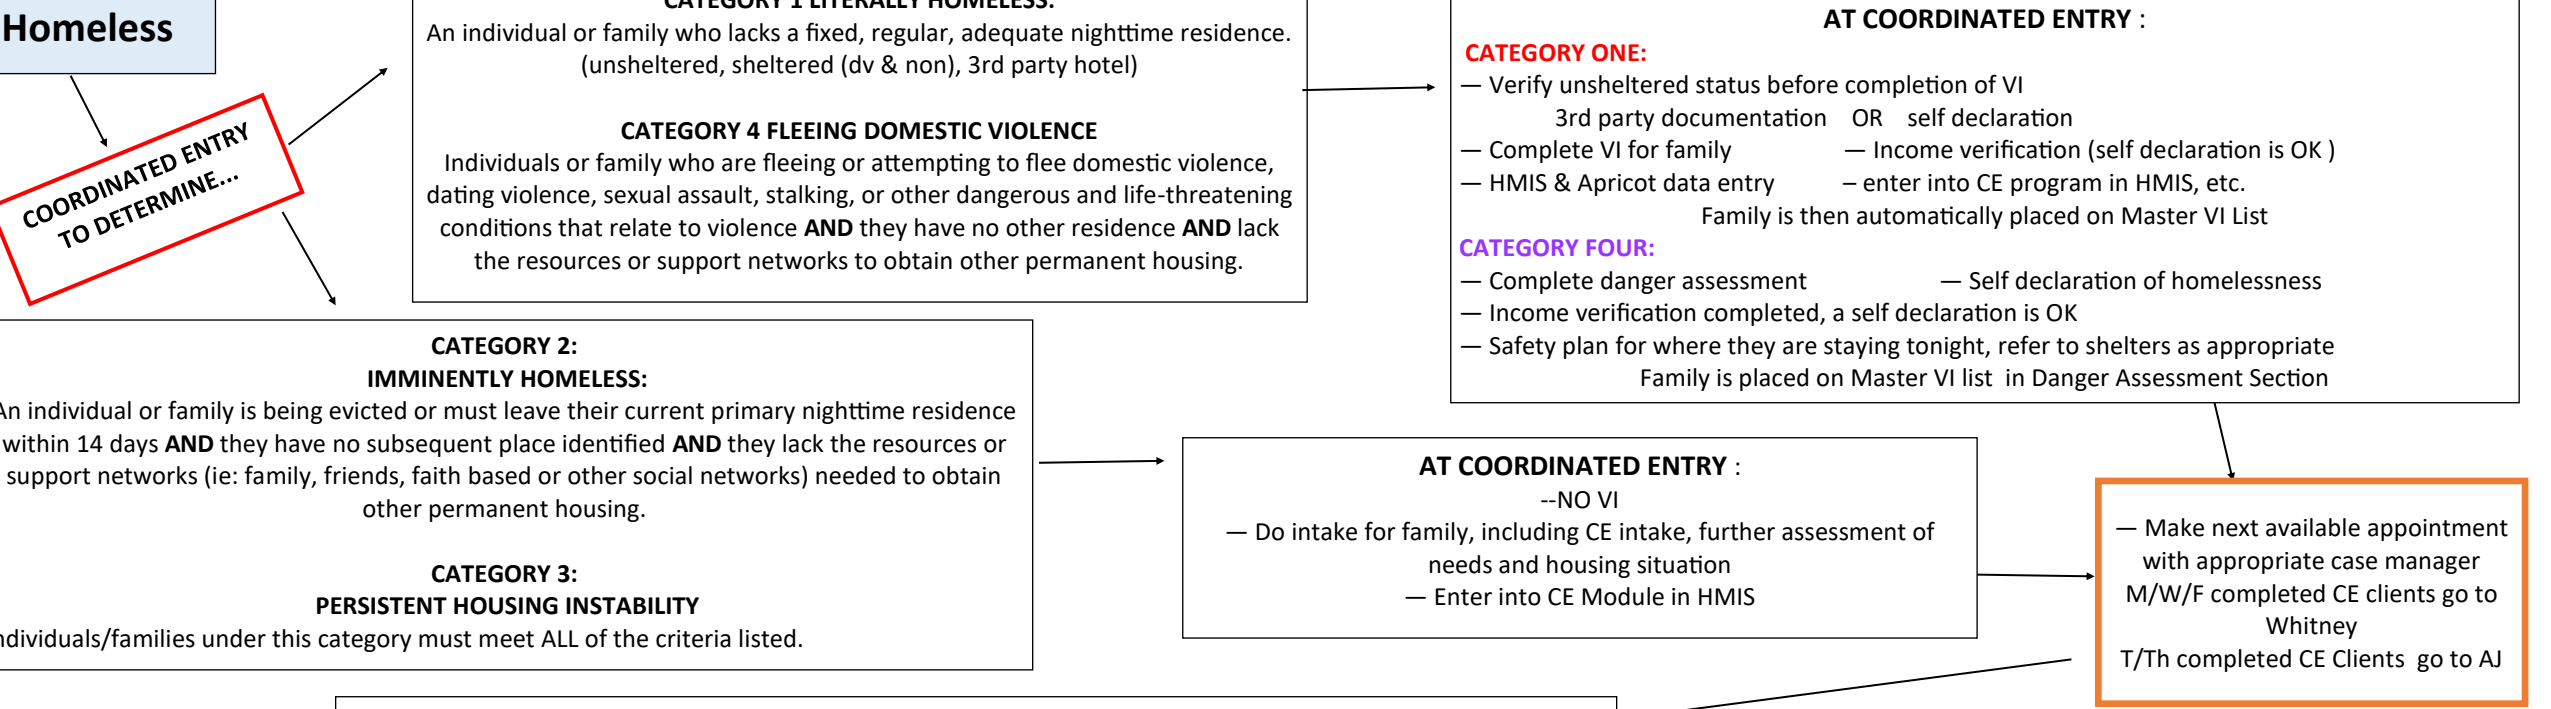 Homeless
COORDINATED ENTRY
TO DETERMINE...
CATEGORY 1 LITERALLY HOMELESS:
An individual or family who lacks a fixed, regular, adequate nighttime residence.
(unsheltered, sheltered (dv & non), 3rd party hotel)
CATEGORY 4 FLEEING DOMESTIC VIOLENCE
Individuals or family who are fleeing or attempting to flee domestic violence,
dating violence, sexual assault, stalking, or other dangerous and life-threatening
conditions that relate to violence AND they have no other residence AND lack
the resources or support networks to obtain other permanent housing.
AT COORDINATED ENTRY :
CATEGORY ONE:
— Verify unsheltered status before completion of VI
3rd party documentation OR self declaration
— Complete VI for family — Income verification (self declaration is OK )
— HMIS & Apricot data entry – enter into CE program in HMIS, etc.
Family is then automatically placed on Master VI List
CATEGORY FOUR:
— Complete danger assessment — Self declaration of homelessness
— Income verification completed, a self declaration is OK
— Safety plan for where they are staying tonight, refer to shelters as appropriate
Family is placed on Master VI list in Danger Assessment Section
CATEGORY 2:
IMMINENTLY HOMELESS:
An individual or family is being evicted or must leave their current primary nighttime residence
within 14 days AND they have no subsequent place identified AND they lack the resources or
support networks (ie: family, friends, faith based or other social networks) needed to obtain
other permanent housing.
CATEGORY 3:
PERSISTENT HOUSING INSTABILITY
ndividuals/families under this category must meet ALL of the criteria listed.
AT COORDINATED ENTRY :
--NO VI
— Do intake for family, including CE intake, further assessment of
needs and housing situation
— Enter into CE Module in HMIS
— Make next available appointment
with appropriate case manager
M/W/F completed CE clients go to
Whitney
T/Th completed CE Clients go to AJ